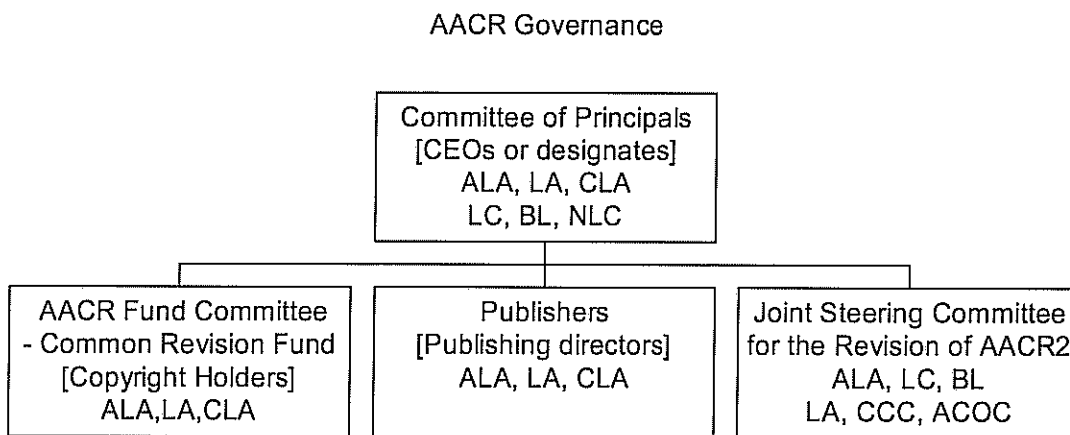 AACR Governance
Committee of Principals
[CEOs or designates]
ALA, LA, CLA
LC, BL, NLC
AACR Fund Committee
- Common Revision Fund
[Copyright Holders]
ALA,LA,CLA
Publishers
[Publishing directors]
ALA, LA, CLA
Joint Steering Committee
for the Revision of AACR2
ALA, LC, BL
LA, CCC, ACOC